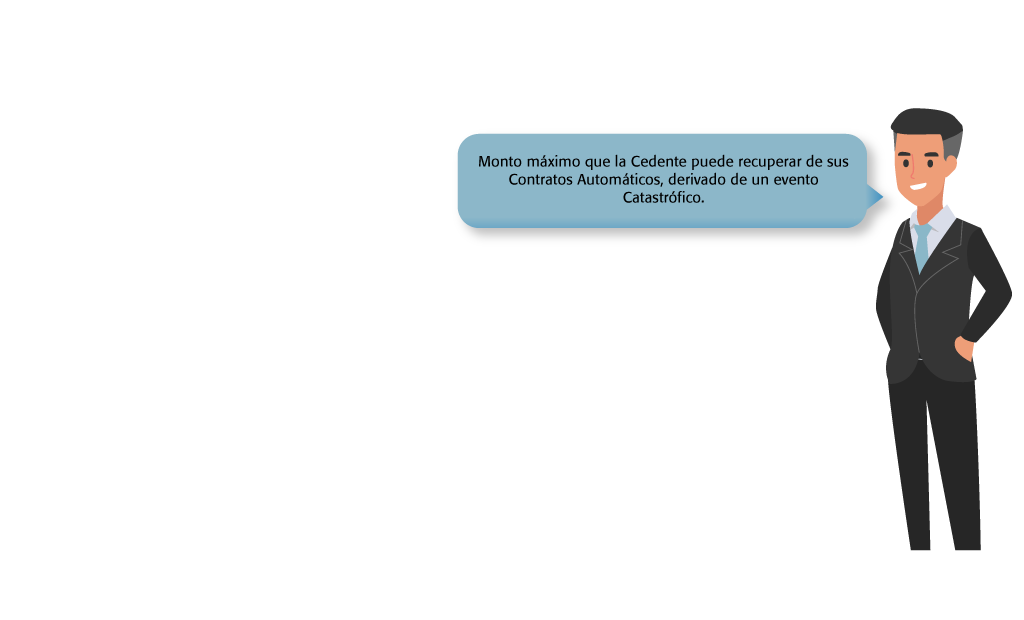 Monto máximo que la Cedente puede recuperar de sus
Contratos Automáticos, derivado de un evento
Catastrófico.